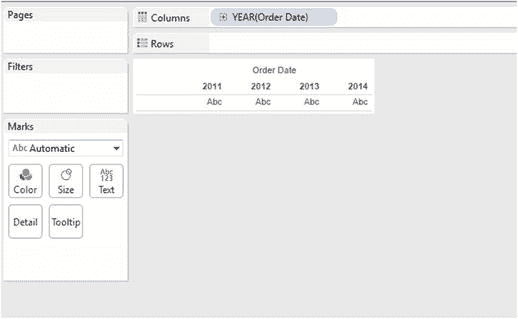 Pages
Columns
YEAR(Order Date)
Rows
Filters
Order Date
2011 2012 2013 2014
Abc Abc Abc Abc
Marks
Abc Automatic
Abc
123
Color Size Text
Detail Tooltip